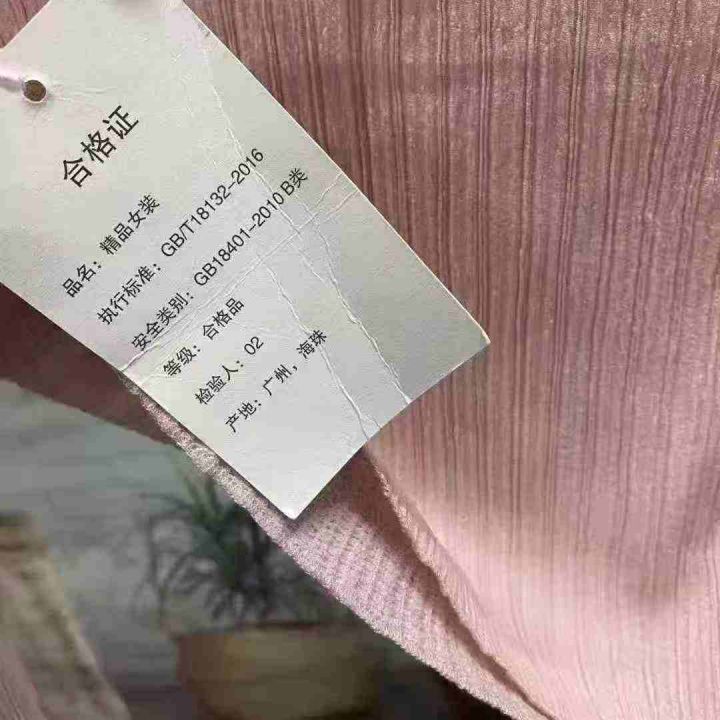 合格证
品名：精品女装
执行标准：GB/T18132-2016
安全类别：GB18401-2010 B类
等级：合格品
检验人：02
产地：广州，海珠